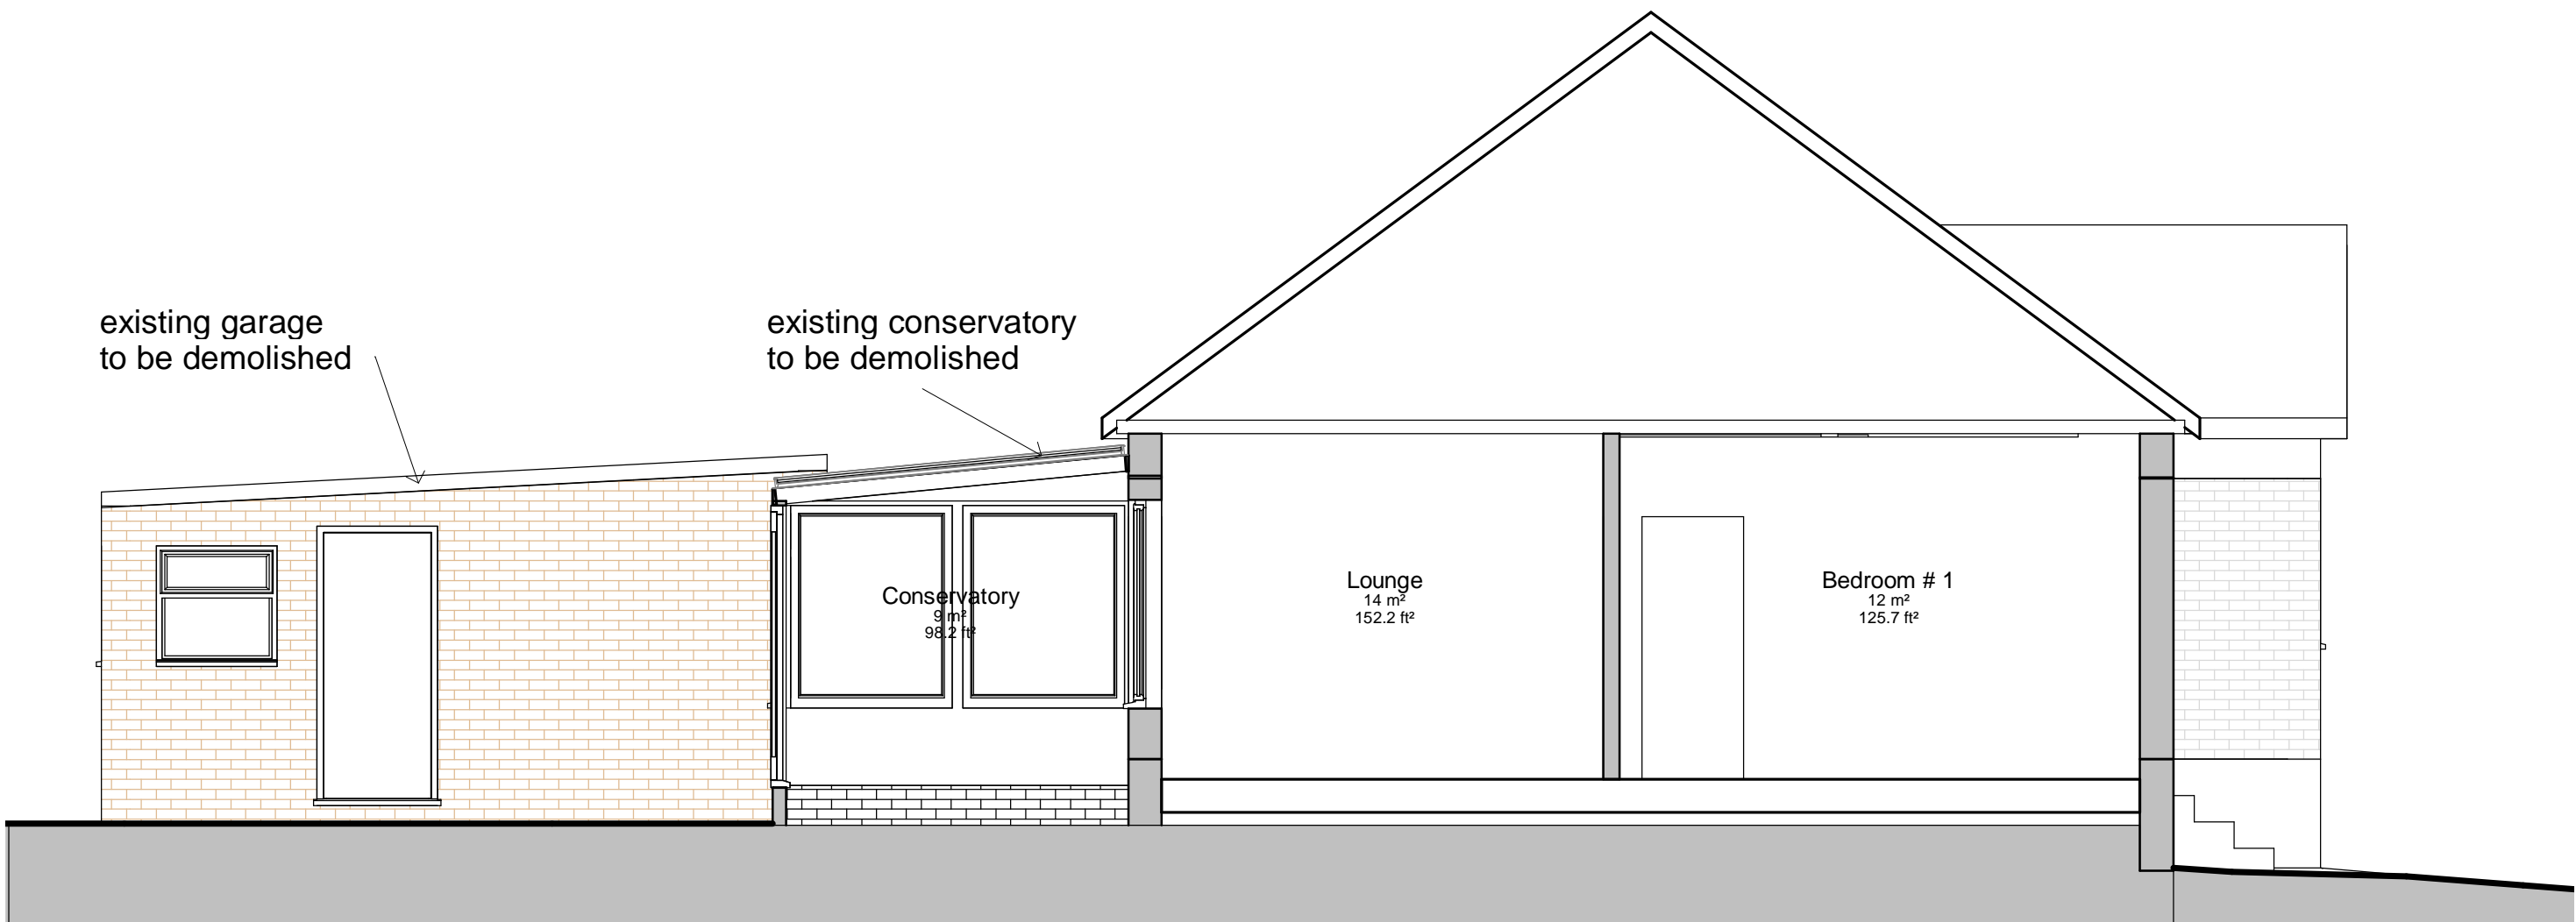 existing garage
to be demolished
existing conservatory
to be demolished
Conservatory
9 m²
98.2 ft²
Lounge
14 m²
152.2 ft²
Bedroom # 1
12 m²
125.7 ft²